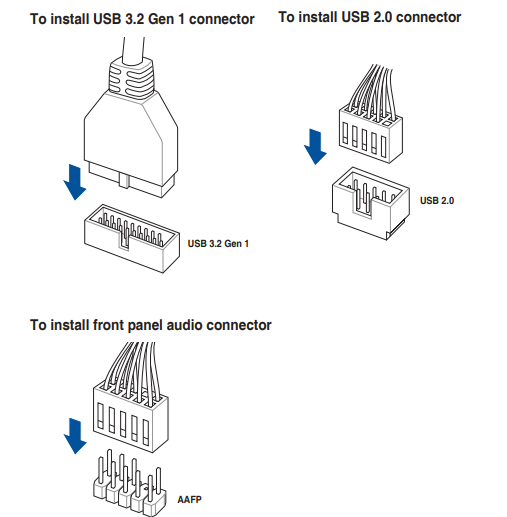 To install USB 3.2 Gen 1 connector
To install USB 2.0 connector
USB 2.0
USB 3.2 Gen 1
To install front panel audio connector
AAFP